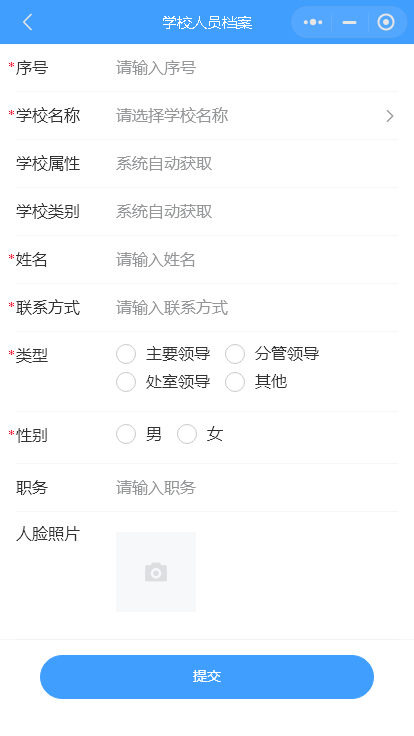 学校人员档案
*序号 请输入序号
*学校名称 请选择学校名称
学校属性 系统自动获取
学校类别 系统自动获取
*姓名 请输入姓名
*联系方式 请输入联系方式
*类型 主要领导 分管领导
处室领导 其他
*性别 男 女
职务 请输入职务
人脸照片
提交